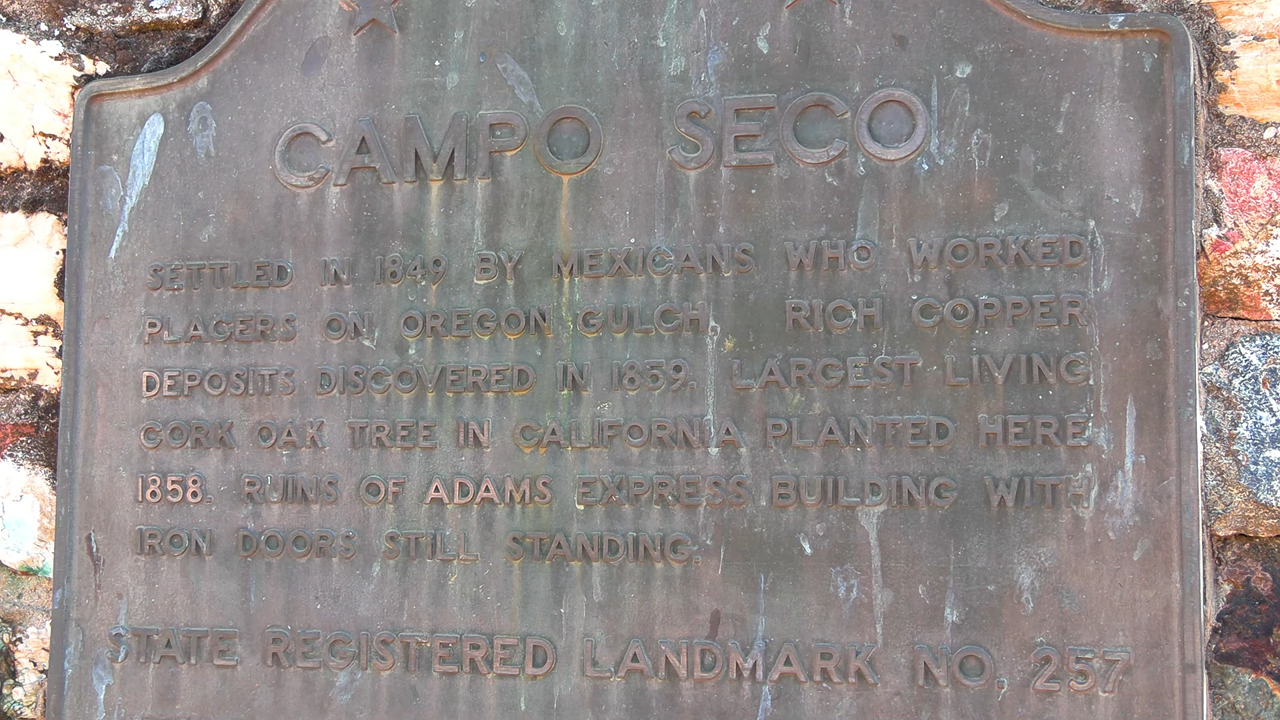 CAMPO SECO
SETTLED IN 1849 BY MEXICANS WHO WORKED
PLACERS ON OREGON GULCH. RICH COPPER
DEPOSITS DISCOVERED IN 1859. LARGEST LIVING
CORK OAK TREE IN CALIFORNIA PLANTED HERE
1858. RUINS OF ADAMS EXPRESS BUILDING WITH
IRON DOORS STILL STANDING.
STATE REGISTERED LANDMARK NO. 257